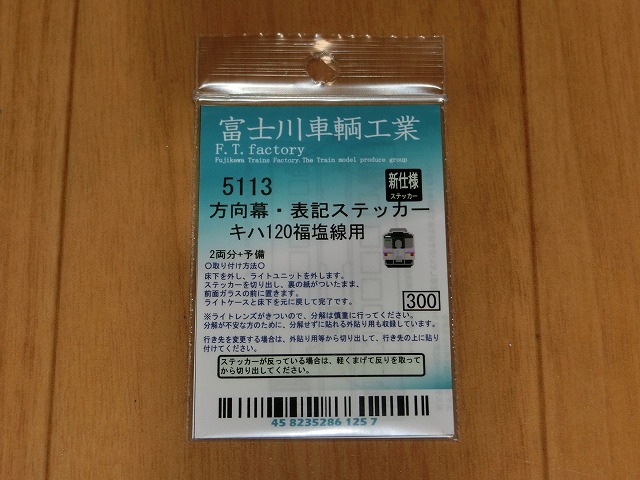 富士川車輌工業
F.T.factory
Fujikawa Trains Factory.The Train model produce group
5113
新仕様
ステッカー
方向幕・表記ステッカー
キハ120福塩線用
2両分+予備
〇取り付け方法〇
床下を外し、ライトユニットを外します。
ステッカーを切り出し、裏の紙がついたまま、
前面ガラスの前に置きます。
ライトケースと床下を元に戻して完了です。
300
※ライトレンズがきついので、分解は慎重に行ってください。
分解が不安な方のために、分解せずに貼れる外貼り用も収録しています。
行き先を変更する場合は、外貼り用等から切り出して、行き先の上に貼り
付けてください。
ステッカーが反っている場合は、軽くまげて反りを取って
から切り出してください。
45 8235286 125 7